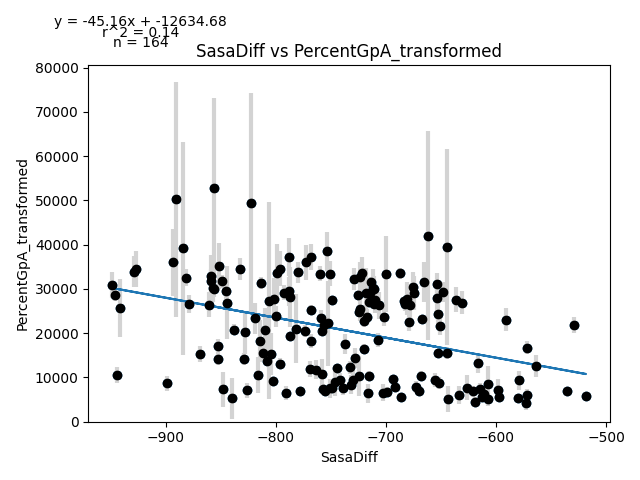 y = -45.16x + -12634.68
r^2 = 0.14
n = 164
SasaDiff vs PercentGpA_transformed
PercentGpA_transformed
80000
70000
60000
50000
40000
30000
20000
10000
0
−900
−800
−700
−600
−500
SasaDiff